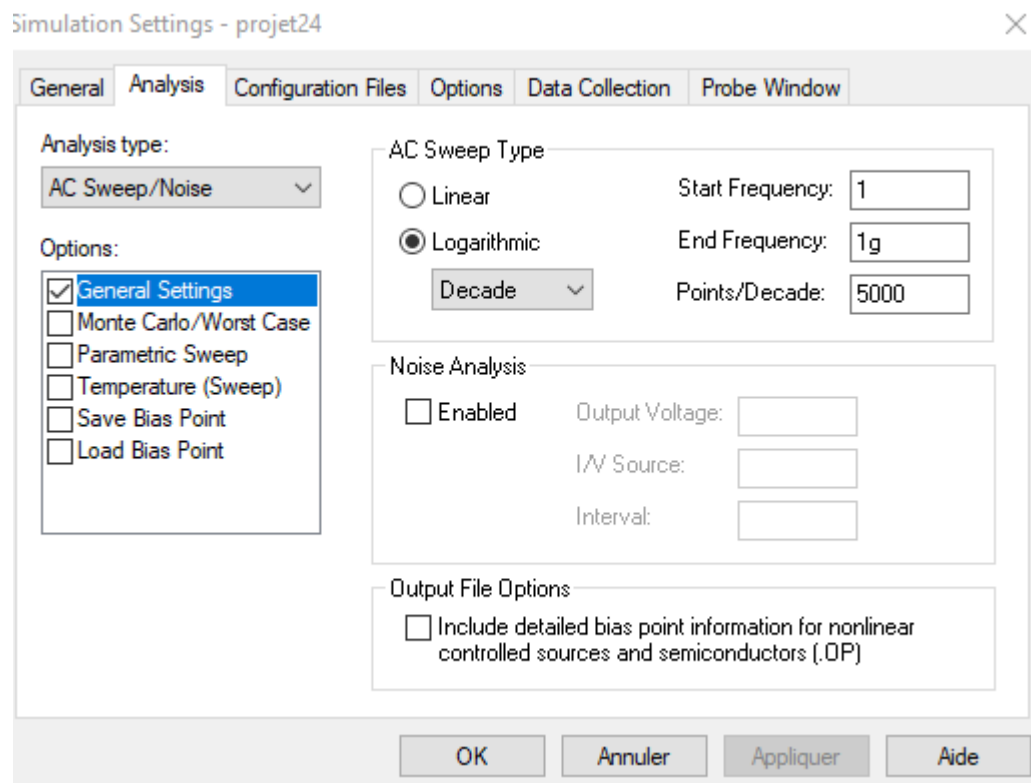 Simulation Settings - projet24
General Analysis Configuration Files Options Data Collection Probe Window
Analysis type:
AC Sweep/Noise
Options:
General Settings
Monte Carlo/Worst Case
Parametric Sweep
Temperature (Sweep)
Save Bias Point
Load Bias Point
AC Sweep Type
Linear
Logarithmic
Decade
Start Frequency: 1
End Frequency: 1g
Points/Decade: 5000
Noise Analysis
Enabled
Output Voltage:
I/V Source:
Interval:
Output File Options
Include detailed bias point information for nonlinear
controlled sources and semiconductors (.OP)
OK Annuler Appliquer Aide